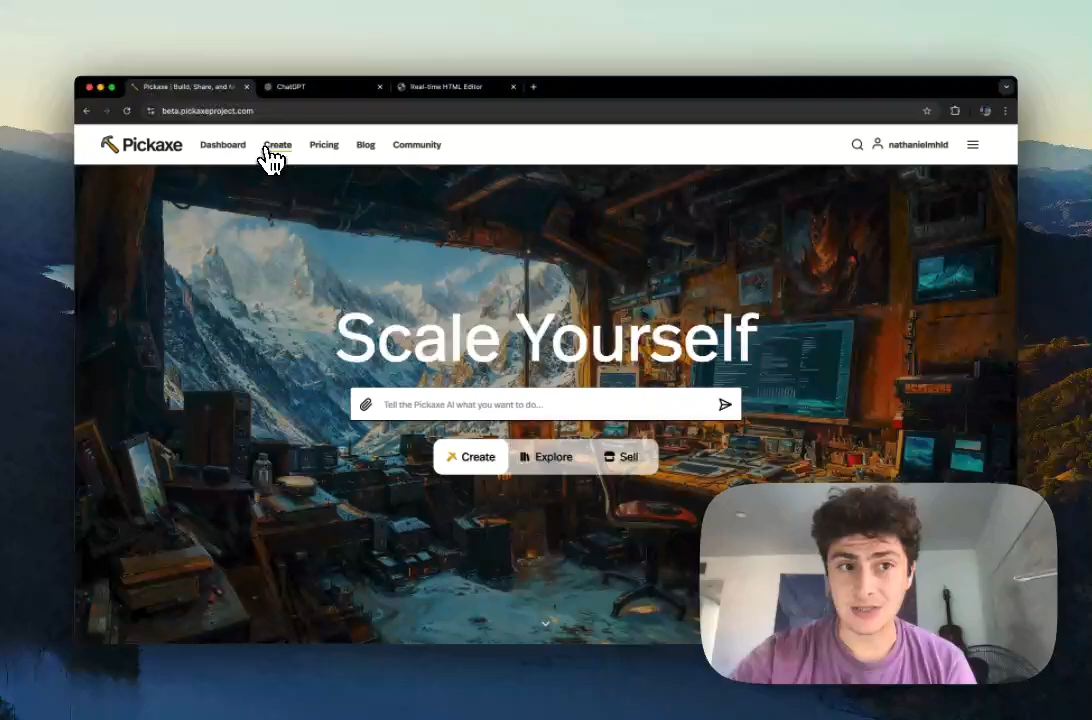 Pickaxe | Build, Share, and
ChatGPT
Real-time HTML Editor
beta.pickaxeproject.com
Pickaxe
Dashboard
Create
Pricing
Blog
Community
nathanielmhld
Scale Yourself
Tell the Pickaxe AI what you want to do...
Create
Explore
Sell